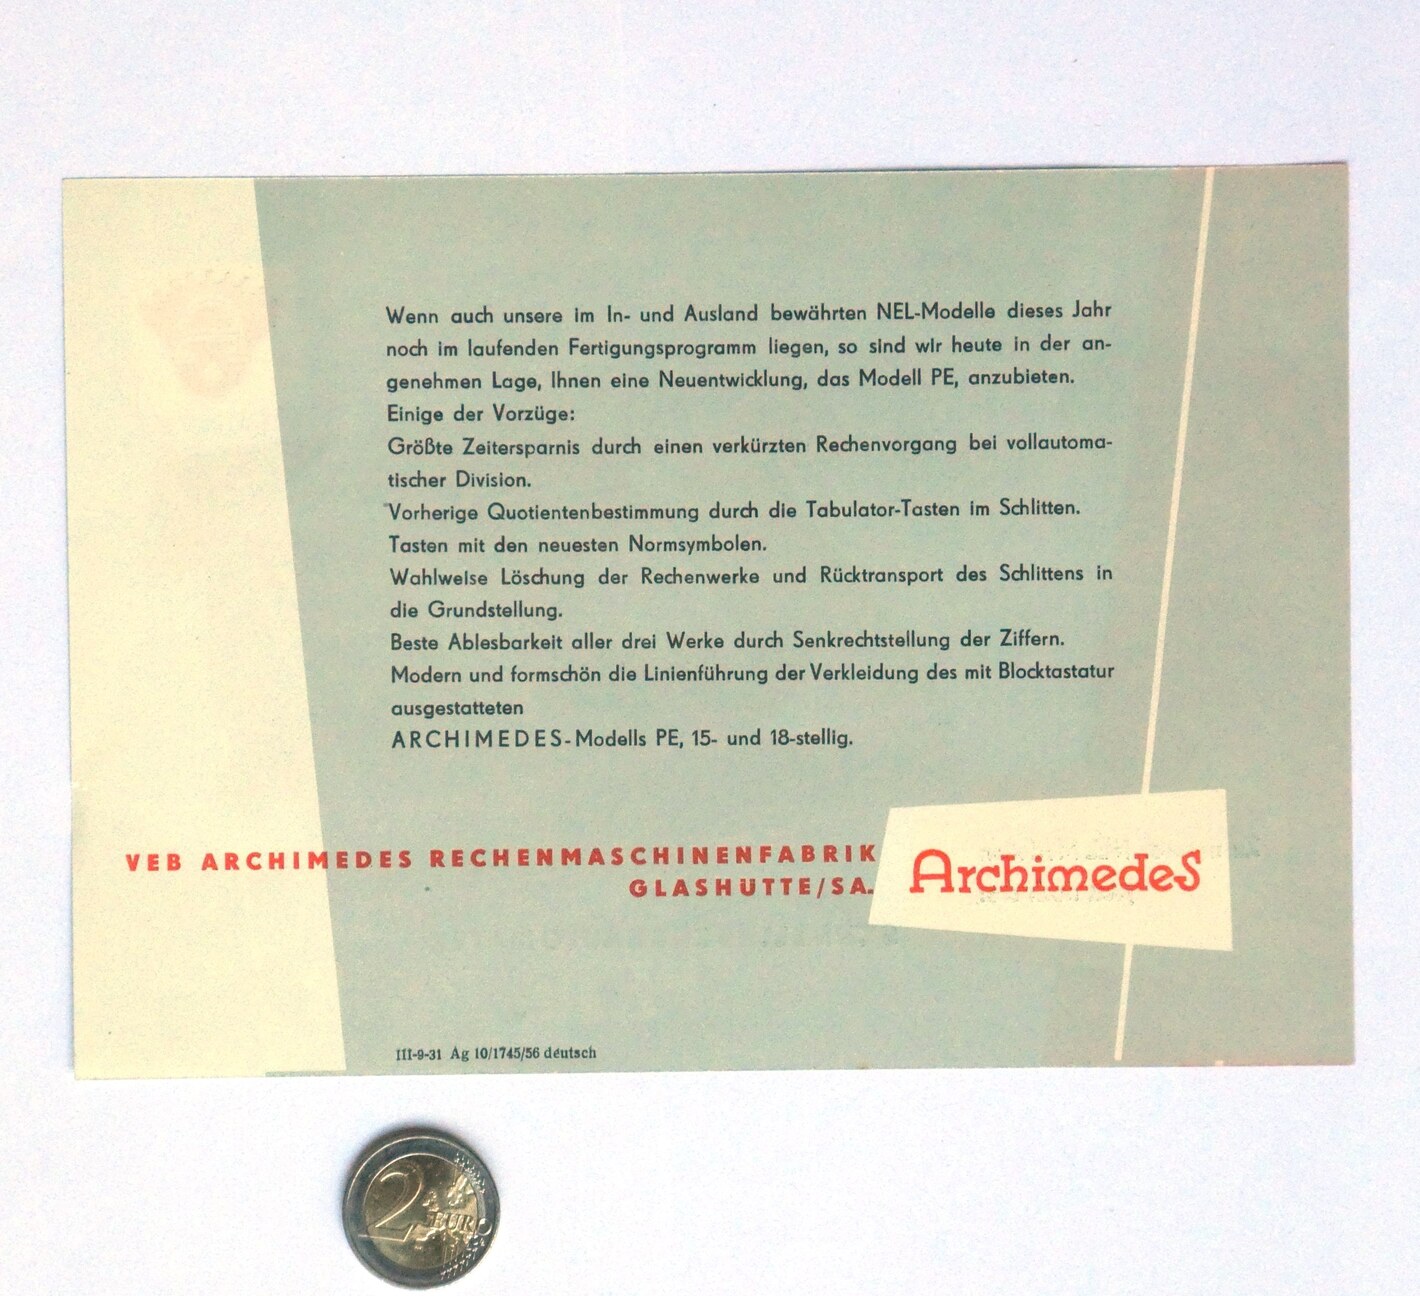 Wenn auch unsere im In- und Ausland bewährten NEL-Modelle dieses Jahr
noch im laufenden Fertigungsprogramm liegen, so sind wir heute in der an-
genehmen Lage, Ihnen eine Neuentwicklung, das Modell PE, anzubieten.
Einige der Vorzüge:
Größte Zeitersparnis durch einen verkürzten Rechenvorgang bei vollautoma-
tischer Division.
Vorherige Quotientenbestimmung durch die Tabulator-Tasten im Schlitten.
Tasten mit den neuesten Normsymbolen.
Wahlweise Löschung der Rechenwerke und Rücktransport des Schlittens in
die Grundstellung.
Beste Ablesbarkeit aller drei Werke durch Senkrechtstellung der Ziffern.
Modern und formschön die Linienführung der Verkleidung des mit Blocktastatur
ausgestatteten
ARCHIMEDES-Modells PE, 15- und 18-stellig.
VEB ARCHIMEDES RECHENMASCHINENFABRIK
GLASHÜTTE/SA.
Archimedes
III-9-31 Ag 10/1745/56 deutsch
2 EURO